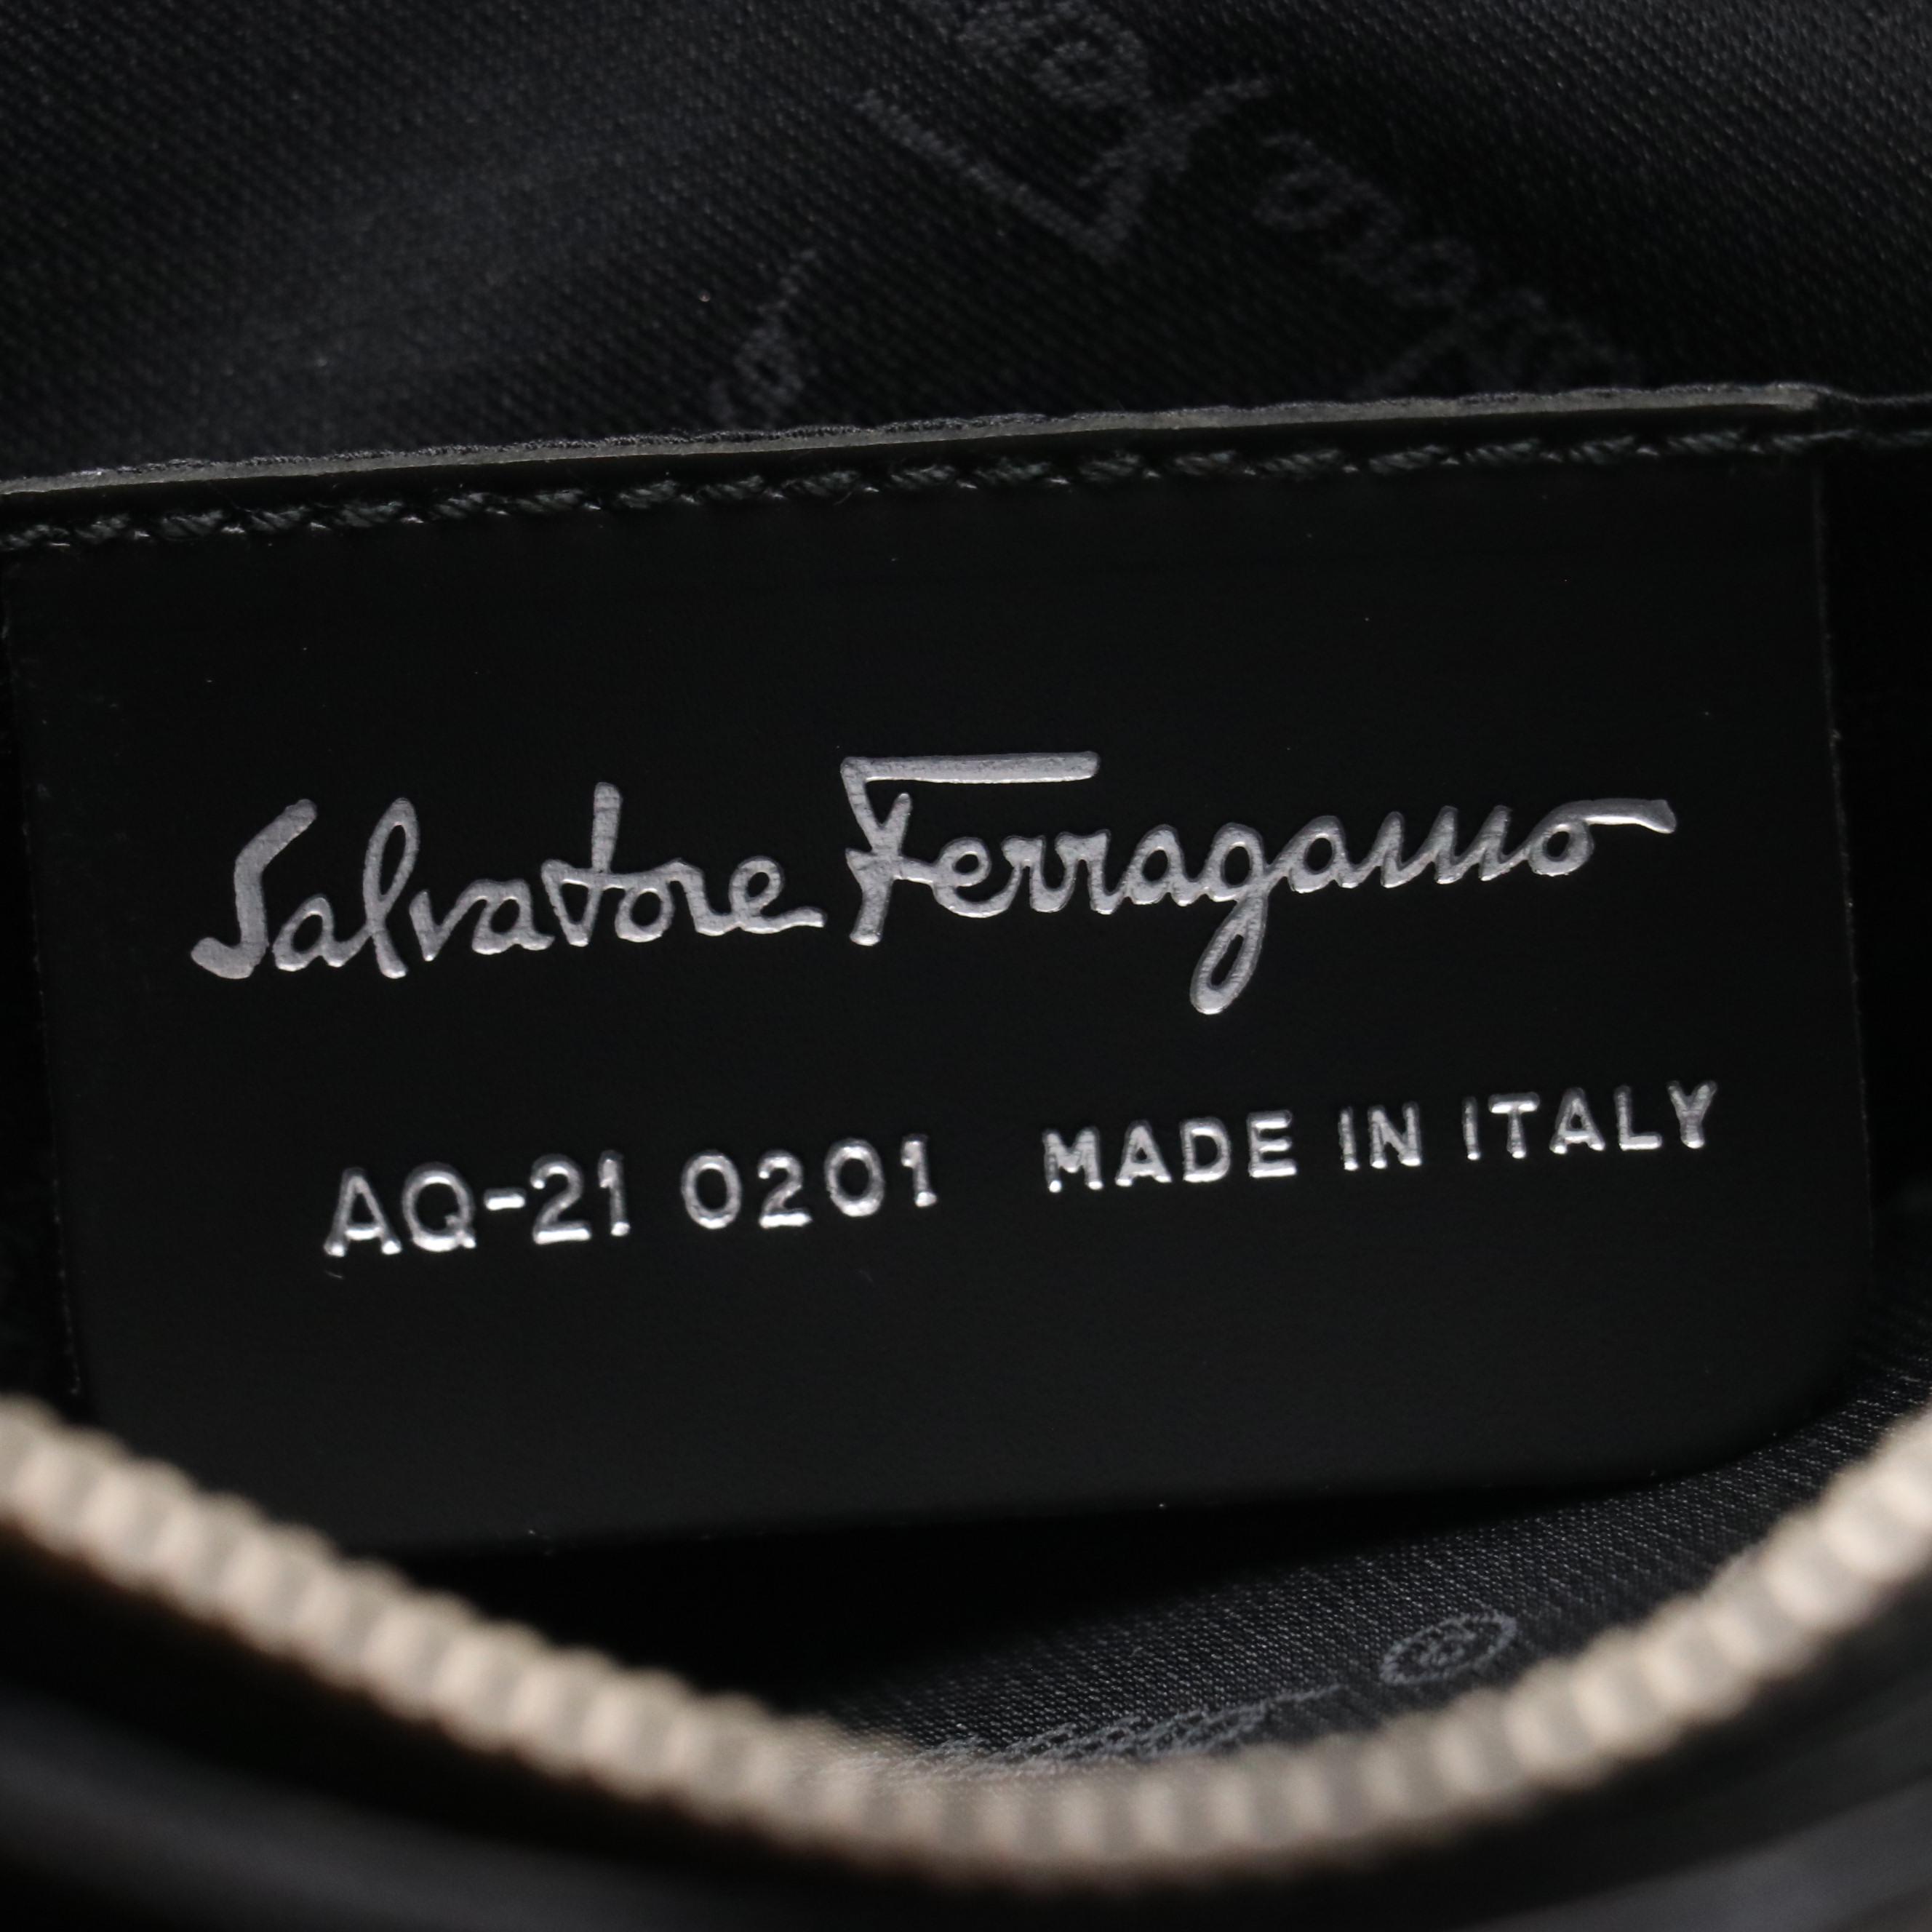 Salvatore Ferragamo
AQ-21 0201 MADE IN ITALY